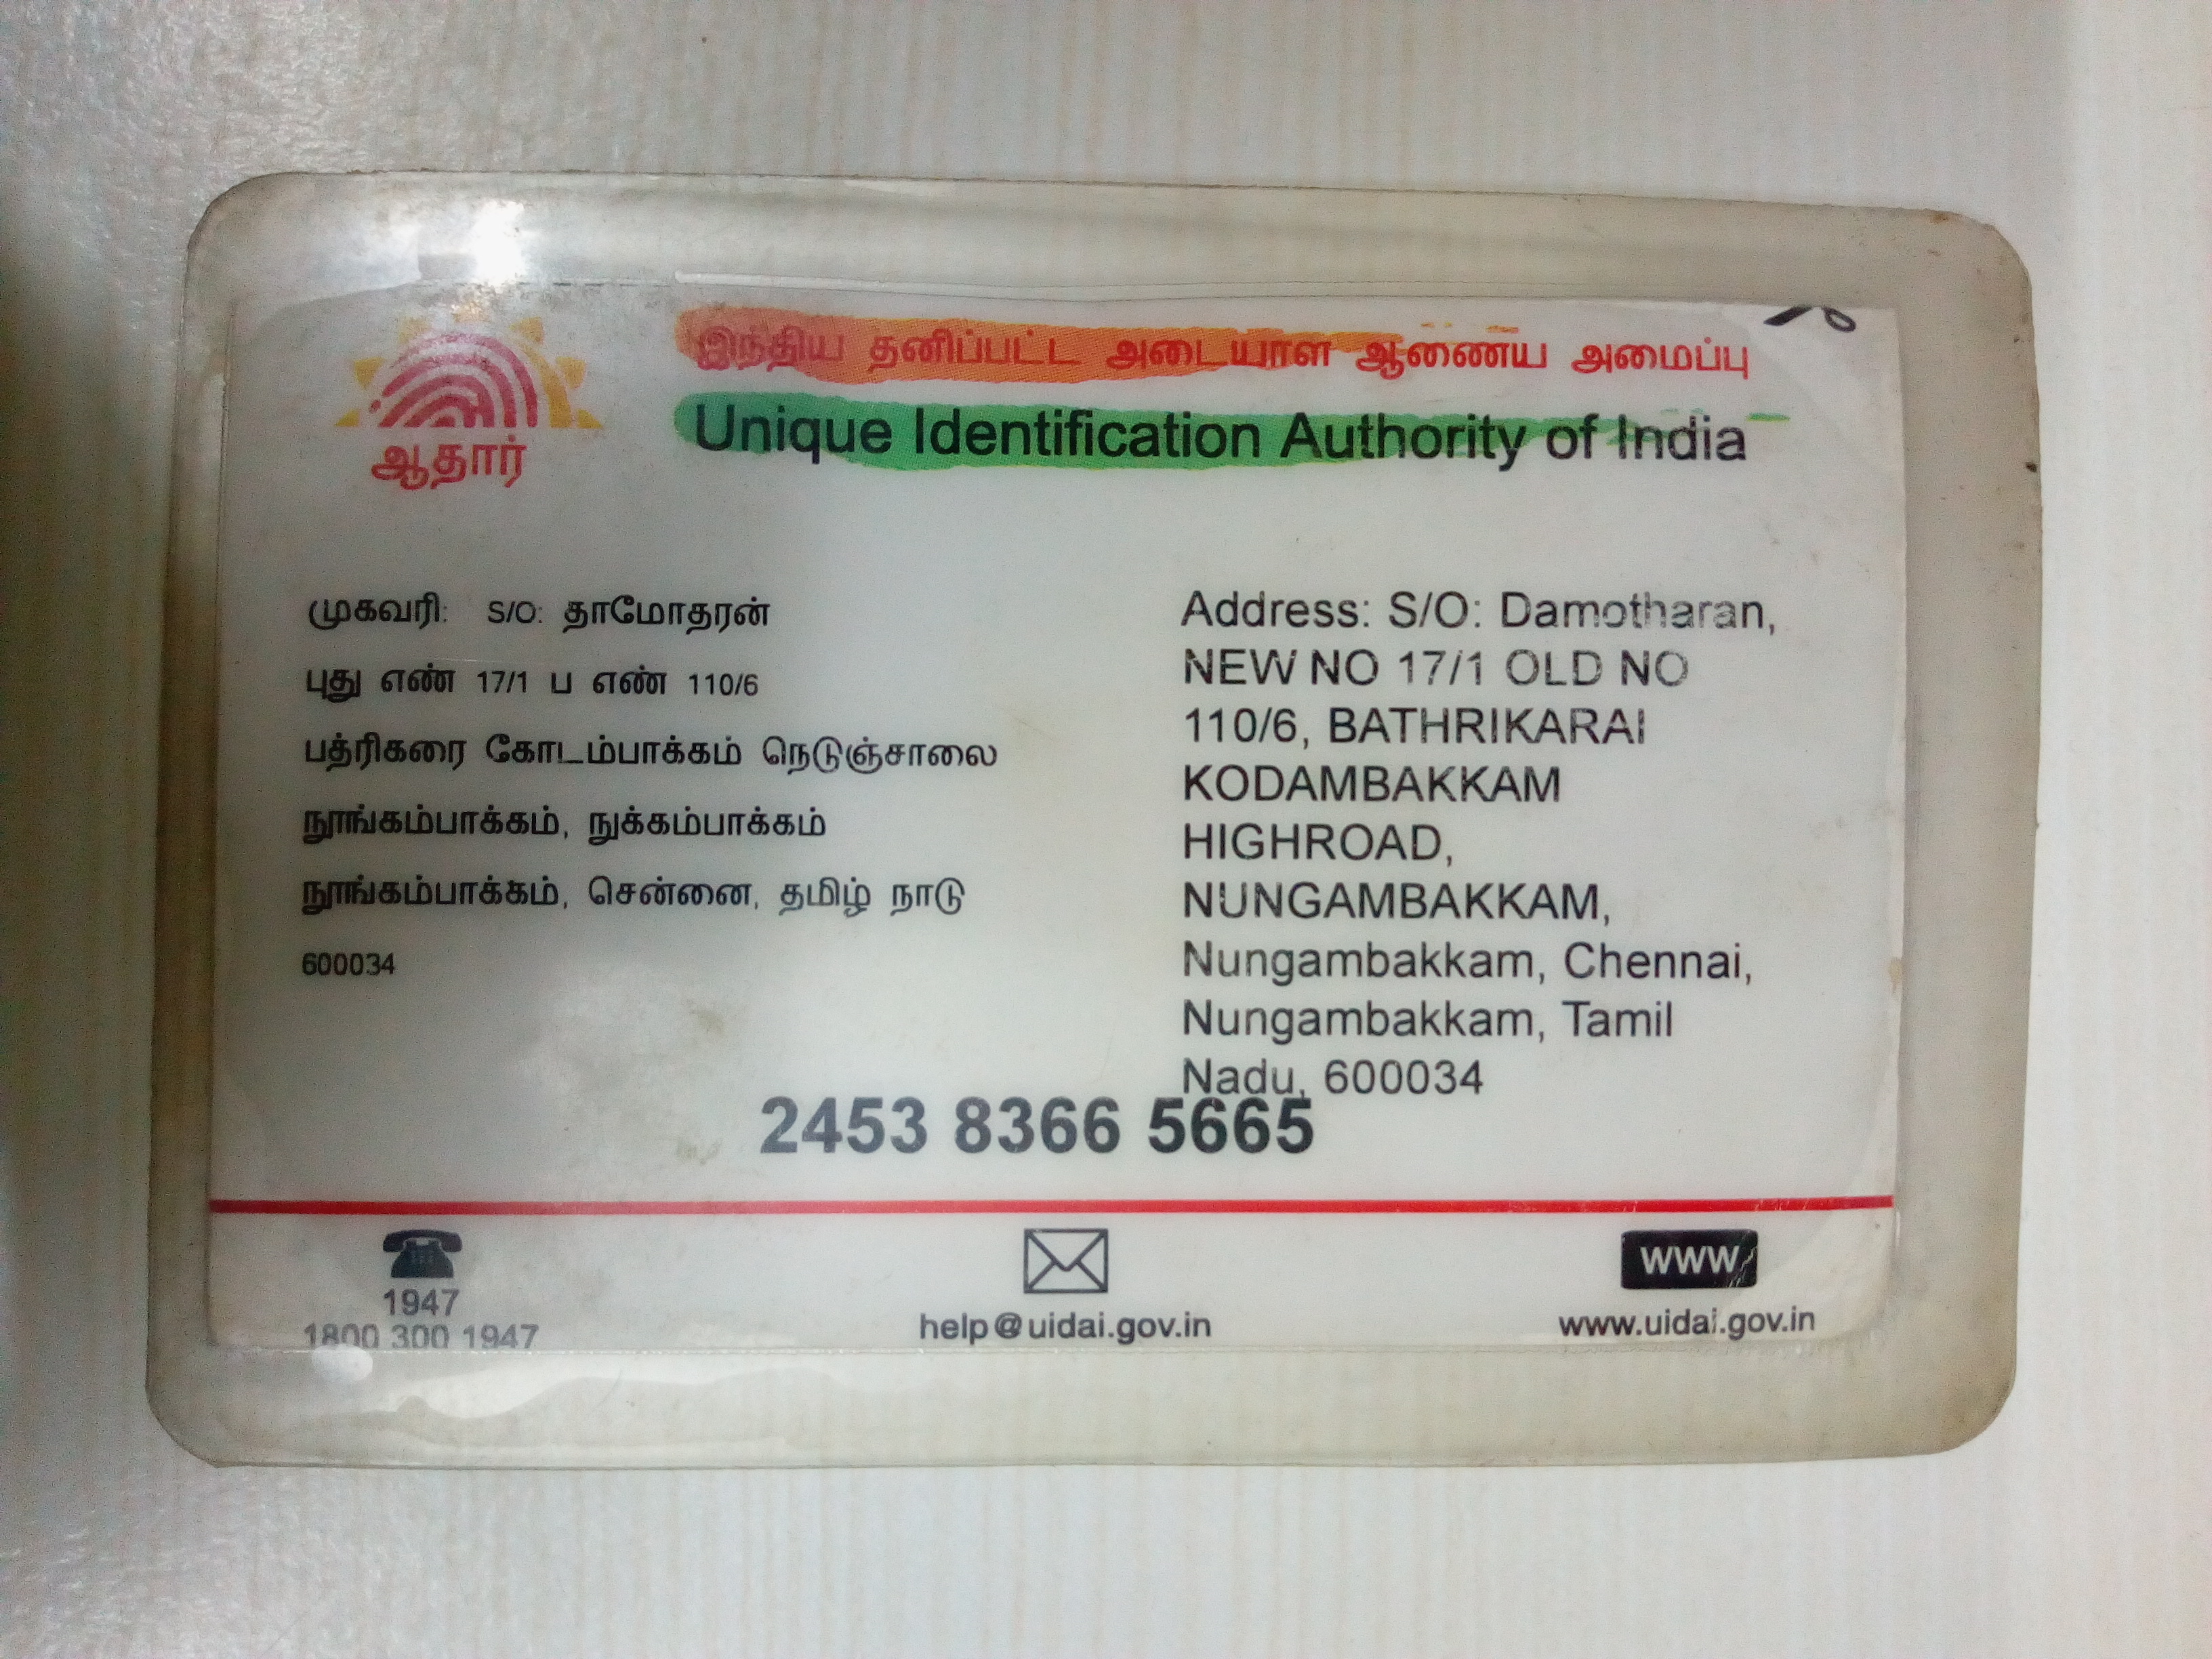 ஆதார்
இந்திய தனிப்பட்ட அடையாள ஆணைய அமைப்பு
Unique Identification Authority of India
முகவரி: S/O: தாமோதரன்
புது எண் 17/1 ப எண் 110/6
பத்ரிகரை கோடம்பாக்கம் நெடுஞ்சாலை
நூங்கம்பாக்கம், நுக்கம்பாக்கம்
நூங்கம்பாக்கம், சென்னை, தமிழ் நாடு
600034
Address: S/O: Damotharan,
NEW NO 17/1 OLD NO
110/6, BATHRIKARAI
KODAMBAKKAM
HIGHROAD,
NUNGAMBAKKAM,
Nungambakkam, Chennai,
Nungambakkam, Tamil
Nadu, 600034
2453 8366 5665
1947
1800 300 1947
help@uidai.gov.in
www
www.uidai.gov.in